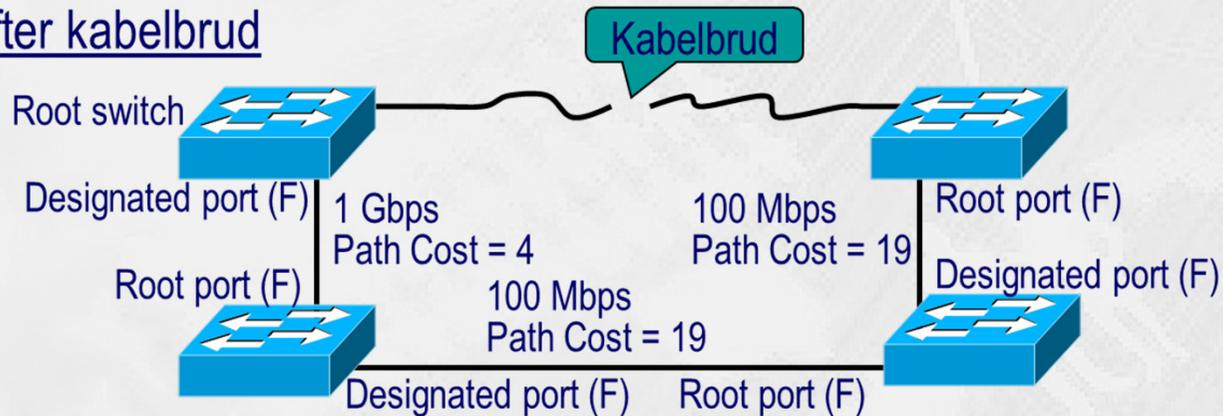 fter kabelbrud
Kabelbrud
Root switch
Designated port (F)
1 Gbps
Path Cost = 4
100 Mbps
Path Cost = 19
Root port (F)
Root port (F)
100 Mbps
Path Cost = 19
Designated port (F)
Designated port (F)
Root port (F)